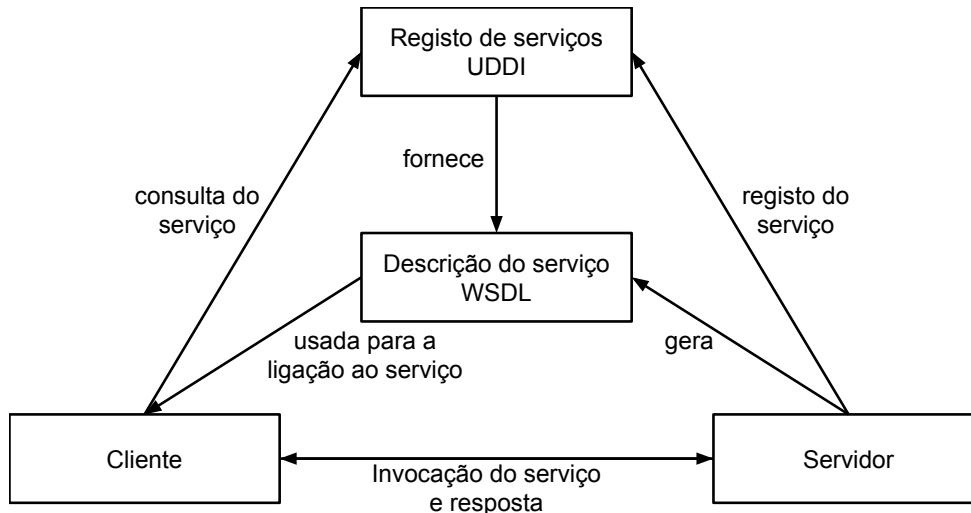 Registo de serviços
UDDI
fornece
consulta do
serviço
registo do
serviço
Descrição do serviço
WSDL
usada para a
ligação ao serviço
gera
Cliente
Servidor
Invocação do serviço
e resposta